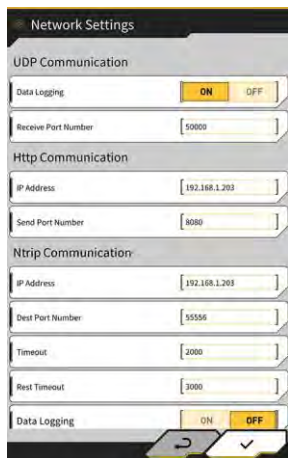 Network Settings
UDP Communication
Data Logging ON OFF
Receive Port Number 50000
Http Communication
IP Address 192.168.1.203
Send Port Number 8080
Ntrip Communication
IP Address 192.168.1.203
Dest Port Number 55556
Timeout 2000
Rest Timeout 3000
Data Logging ON OFF